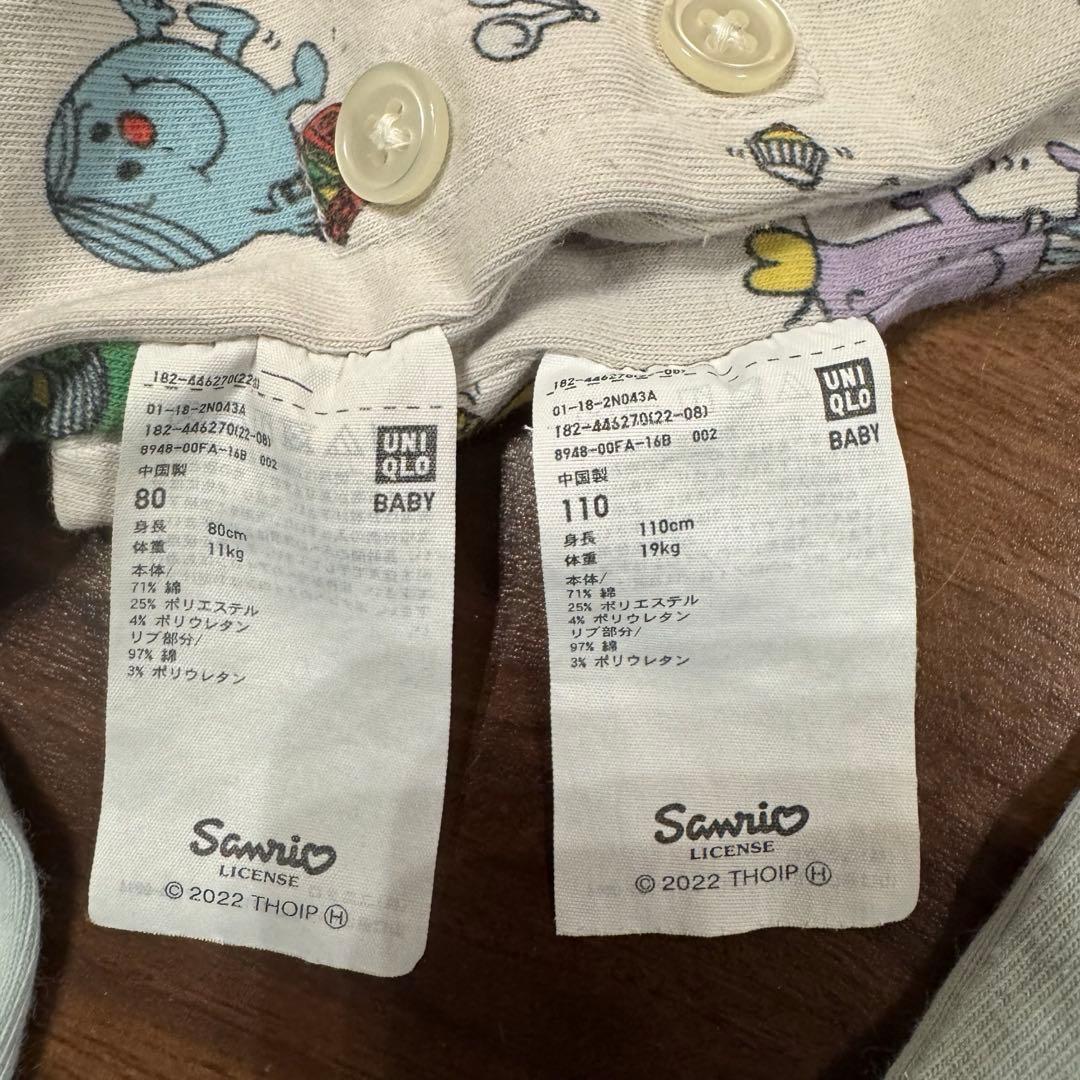 182-446270(22-08)
01-18-2N043A
182-446270(22-08)
8948-00FA-16B 002
中国製
80
身長 80cm
体重 11kg
本体/
71% 綿
25% ポリエステル
4% ポリウレタン
リブ部分/
97% 綿
3% ポリウレタン
UNI
QLO
BABY
Sanrio
LICENSE
© 2022 THOIP Ⓗ
182-446270(22-08)
01-18-2N043A
182-446270(22-08)
8948-00FA-16B 002
中国製
110
身長 110cm
体重 19kg
本体/
71% 綿
25% ポリエステル
4% ポリウレタン
リブ部分/
97% 綿
3% ポリウレタン
UNI
QLO
BABY
Sanrio
LICENSE
© 2022 THOIP Ⓗ